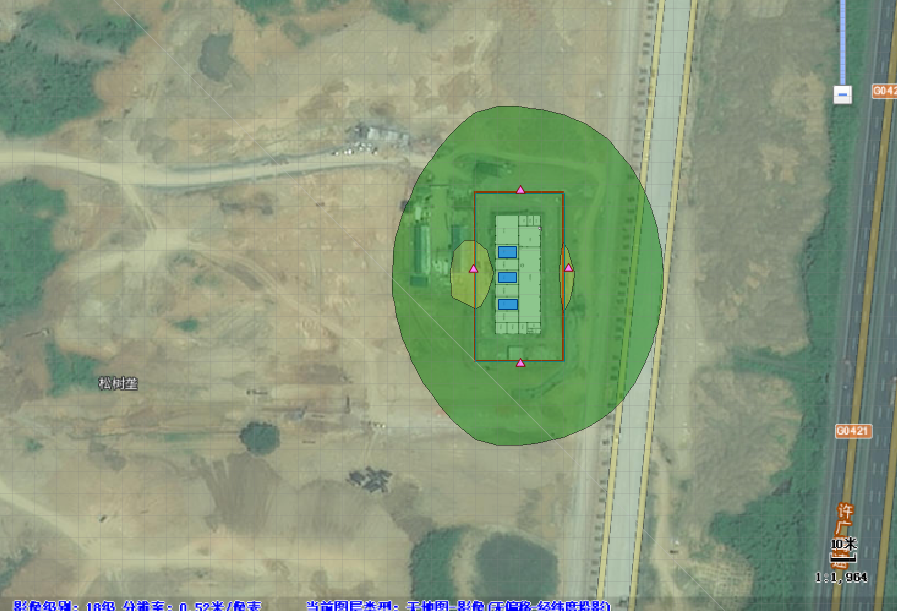 G042
松树垄
G0421
许
广
速
10米
1:1,964
影像级别：18级 分辨率：0.52米/像素 当前图层类型：天地图-影像(无偏移-经纬度投影)